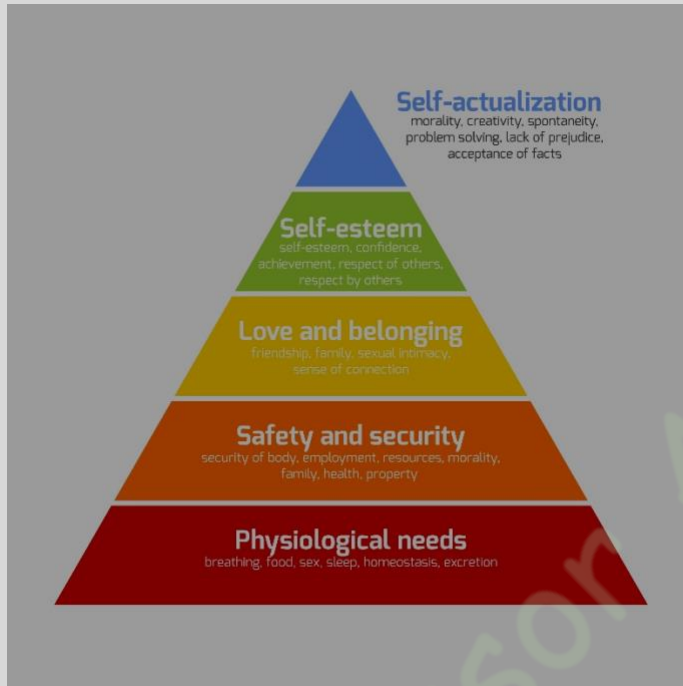 Self-actualization
morality, creativity, spontaneity,
problem solving, lack of prejudice,
acceptance of facts
Self-esteem
self-esteem, confidence,
achievement, respect of others,
respect by others
Love and belonging
friendship, family, sexual intimacy,
sense of connection
Safety and security
security of body, employment, resources, morality,
family, health, property
Physiological needs
breathing, food, sex, sleep, homeostasis, excretion